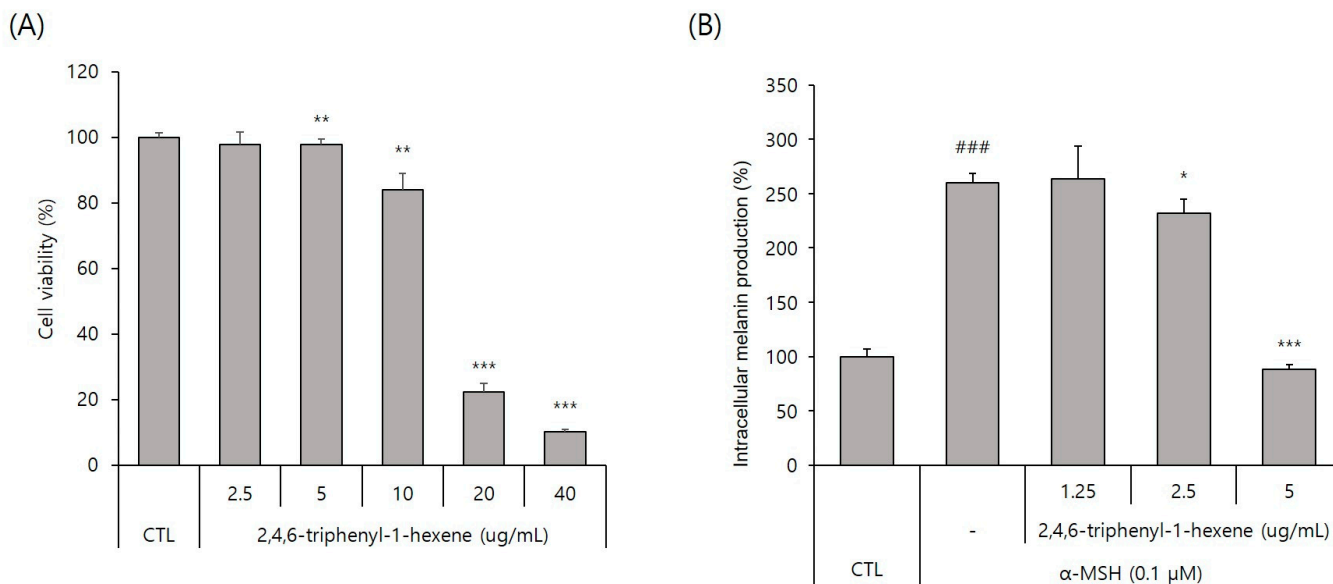 (A)
Cell viability (%)
120
100
80
60
40
20
0
**
**
***
***
2.5 5 10 20 40
CTL 2,4,6-triphenyl-1-hexene (ug/mL)
(B)
Intracellular melanin production (%)
350
300
250
200
150
100
50
0
###
*
***
1.25 2.5 5
- 2,4,6-triphenyl-1-hexene (ug/mL)
CTL α-MSH (0.1 μM)